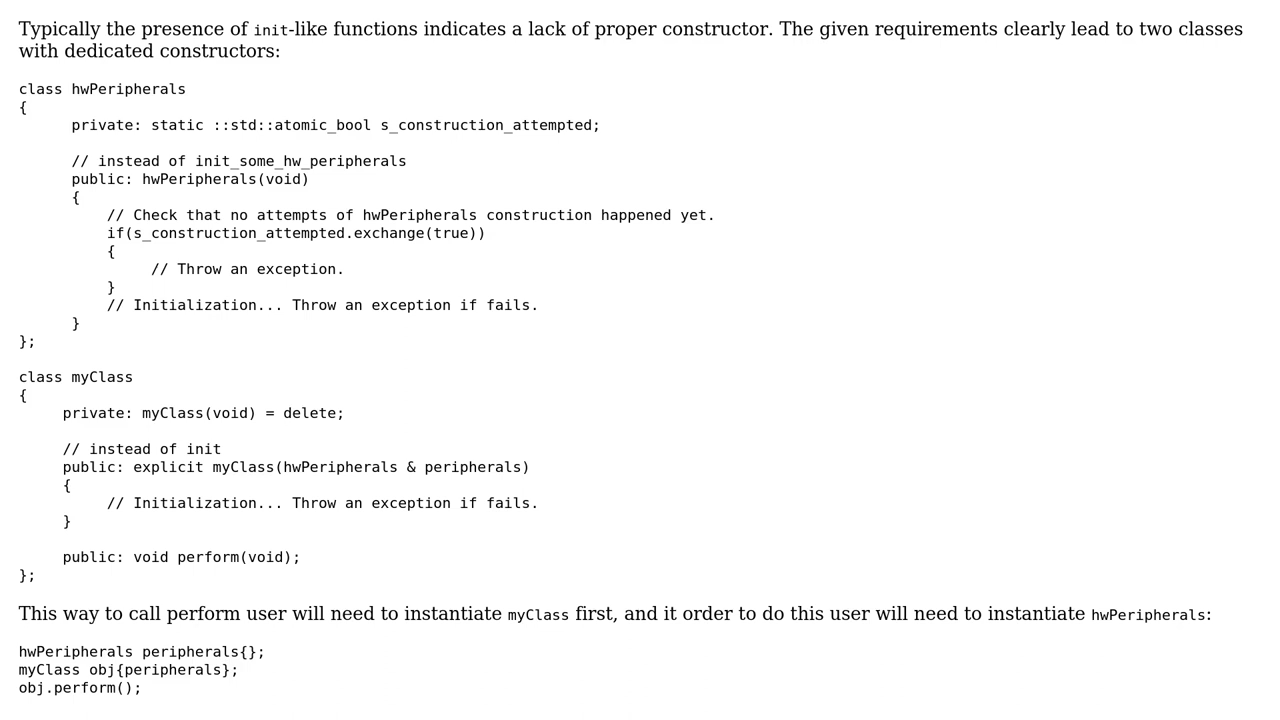 Typically the presence of init-like functions indicates a lack of proper constructor. The given requirements clearly lead to two classes
with dedicated constructors:
class hwPeripherals
{
      private: static ::std::atomic_bool s_construction_attempted;
      // instead of init_some_hw_peripherals
      public: hwPeripherals(void)
      {
          // Check that no attempts of hwPeripherals construction happened yet.
          if(s_construction_attempted.exchange(true))
          {
               // Throw an exception.
          }
          // Initialization... Throw an exception if fails.
      }
};
class myClass
{
     private: myClass(void) = delete;
     // instead of init
     public: explicit myClass(hwPeripherals & peripherals)
     {
          // Initialization... Throw an exception if fails.
     }
     public: void perform(void);
};
This way to call perform user will need to instantiate myClass first, and it order to do this user will need to instantiate hwPeripherals:
hwPeripherals peripherals{};
myClass obj{peripherals};
obj.perform();